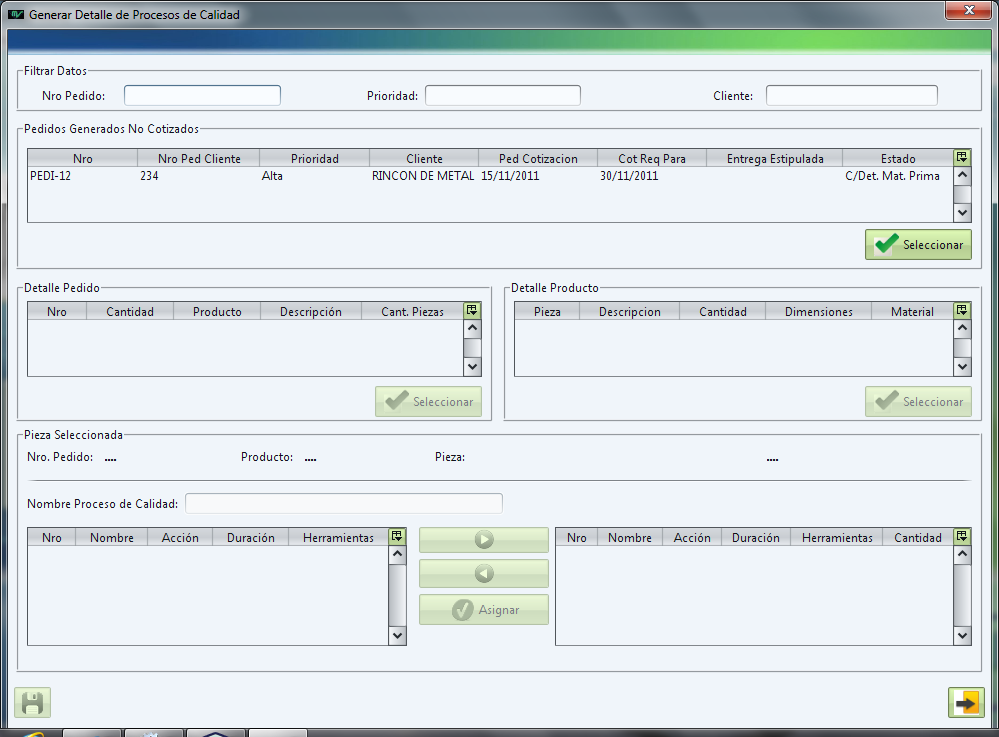 Generar Detalle de Procesos de Calidad
Filtrar Datos
Nro Pedido: Prioridad: Cliente:
Pedidos Generados No Cotizados
Nro Nro Ped Cliente Prioridad Cliente Ped Cotizacion Cot Req Para Entrega Estipulada Estado
PEDI-12 234 Alta RINCON DE METAL 15/11/2011 30/11/2011 C/Det. Mat. Prima
Seleccionar
Detalle Pedido
Nro Cantidad Producto Descripción Cant. Piezas
Seleccionar
Detalle Producto
Pieza Descripcion Cantidad Dimensiones Material
Seleccionar
Pieza Seleccionada
Nro. Pedido: .... Producto: .... Pieza: ....
Nombre Proceso de Calidad:
Nro Nombre Acción Duración Herramientas
Asignar
Nro Nombre Acción Duración Herramientas Cantidad